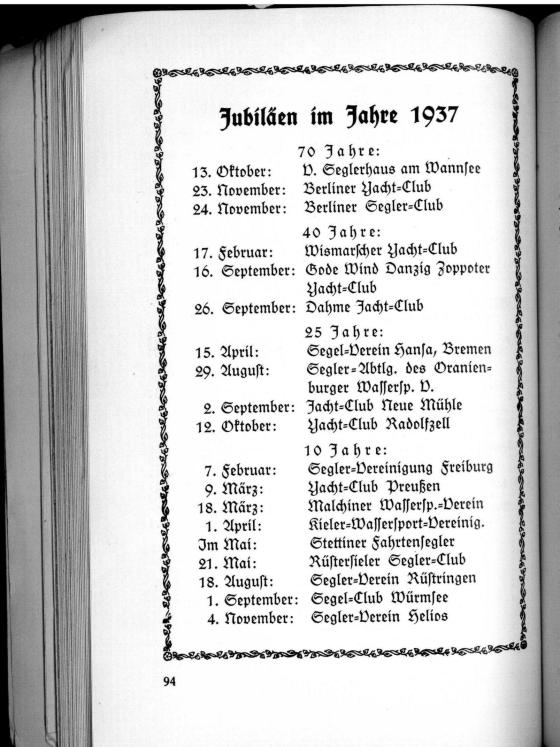 Jubiläen im Jahre 1937
70 Jahre:
13. Oktober: V. Seglerhaus am Wannsee
23. November: Berliner Yacht-Club
24. November: Berliner Segler-Club
40 Jahre:
17. Februar: Wismarscher Yacht-Club
16. September: Gode Wind Danzig Zoppoter
Yacht-Club
26. September: Dahme Jacht-Club
25 Jahre:
15. April: Segel-Verein Hansa, Bremen
29. August: Segler-Abtlg. des Oranien-
burger Wassersp. V.
2. September: Jacht-Club Neue Mühle
12. Oktober: Yacht-Club Radolfzell
10 Jahre:
7. Februar: Segler-Vereinigung Freiburg
9. März: Yacht-Club Preußen
18. März: Malchiner Wassersp.-Verein
1. April: Kieler-Wassersport-Vereinig.
Im Mai: Stettiner Fahrtensegler
21. Mai: Rüstersieler Segler-Club
18. August: Segler-Verein Rüstringen
1. September: Segel-Club Würmsee
4. November: Segler-Verein Helios
94